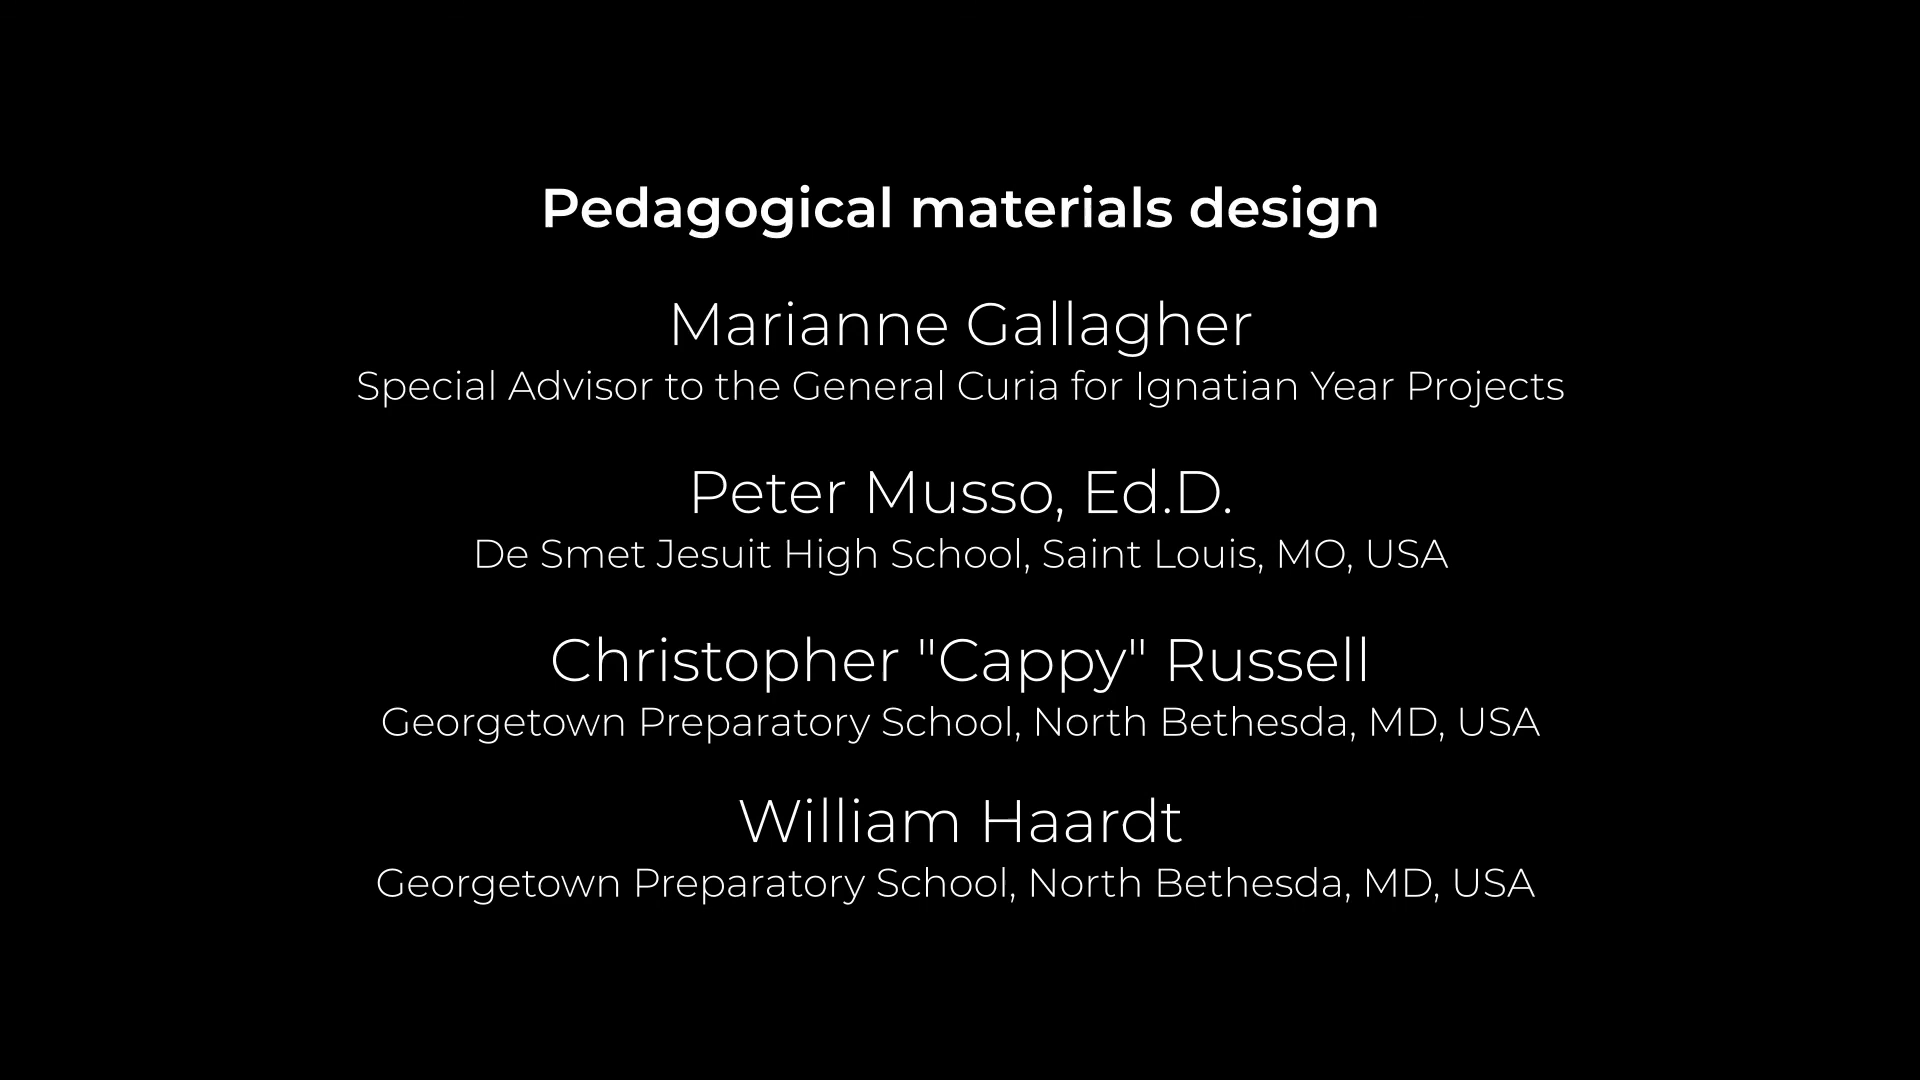 Pedagogical materials design
Marianne Gallagher
Special Advisor to the General Curia for Ignatian Year Projects
Peter Musso, Ed.D.
De Smet Jesuit High School, Saint Louis, MO, USA
Christopher "Cappy" Russell
Georgetown Preparatory School, North Bethesda, MD, USA
William Haardt
Georgetown Preparatory School, North Bethesda, MD, USA